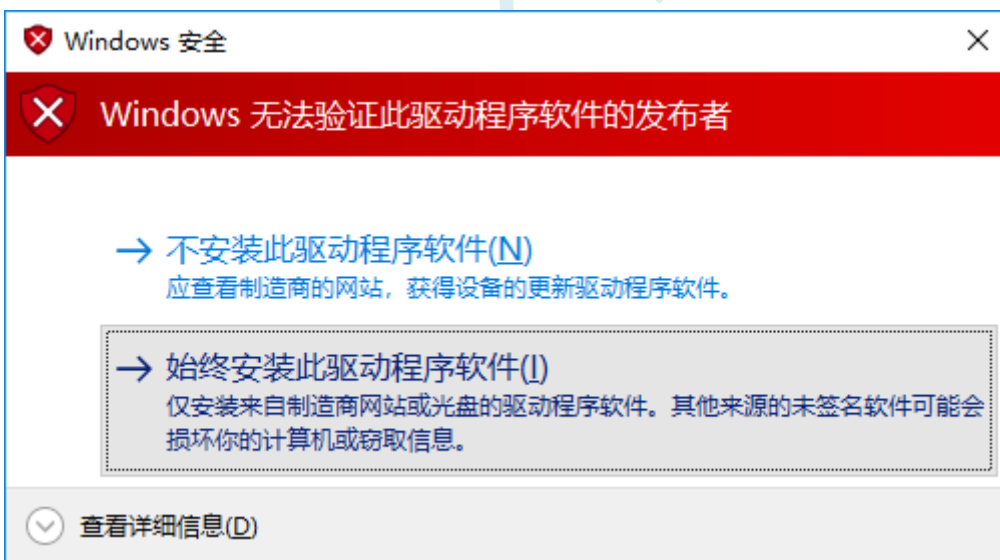 Windows 安全
Windows 无法验证此驱动程序软件的发布者
不安装此驱动程序软件(N)
应查看制造商的网站，获得设备的更新驱动程序软件。
始终安装此驱动程序软件(I)
仅安装来自制造商网站或光盘的驱动程序软件。其他来源的未签名软件可能会
损坏你的计算机或窃取信息。
查看详细信息(D)